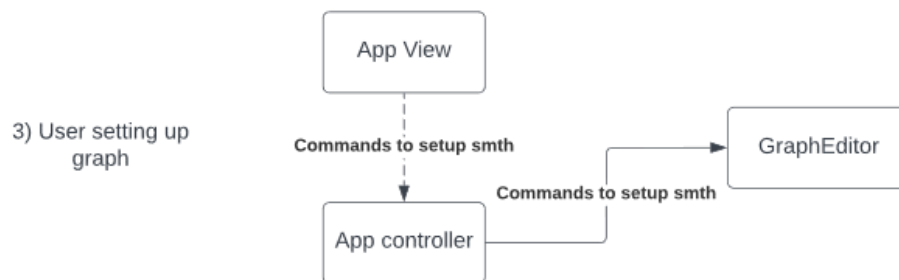 App View
3) User setting up
graph
Commands to setup smth
GraphEditor
Commands to setup smth
App controller